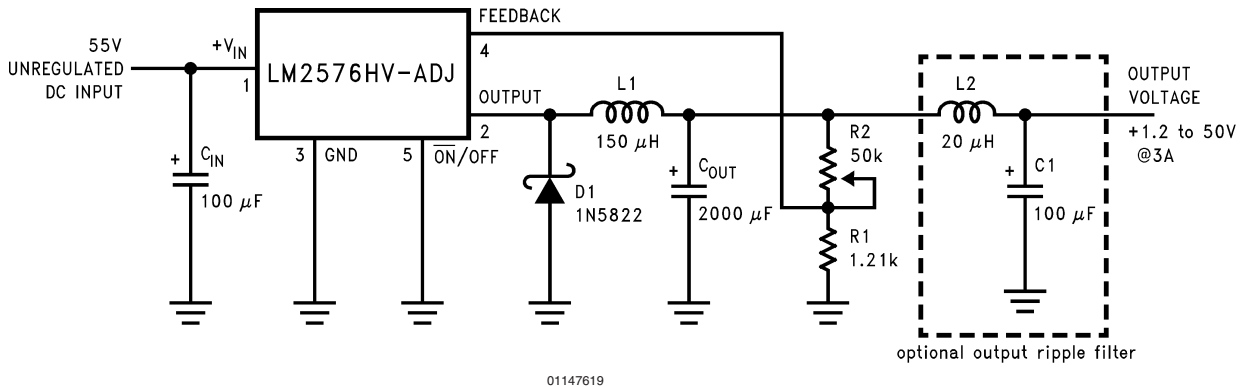 55V
UNREGULATED
DC INPUT
+VIN
1
LM2576HV-ADJ
FEEDBACK
4
OUTPUT
2
3
GND
5
ON/OFF
+
CIN
100 μF
D1
1N5822
L1
150 μH
+
COUT
2000 μF
R2
50k
R1
1.21k
L2
20 μH
+
C1
100 μF
OUTPUT
VOLTAGE
+1.2 to 50V
@3A
optional output ripple filter
01147619